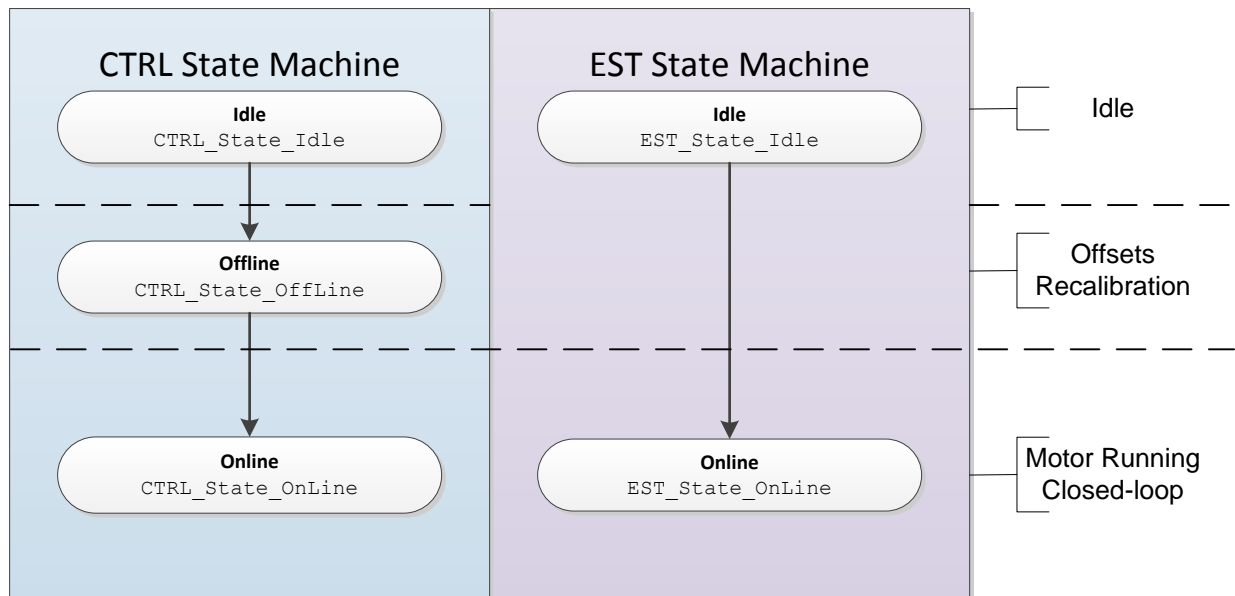 CTRL State Machine
EST State Machine
Idle
CTRL_State_Idle
Idle
EST_State_Idle
Idle
Offline
CTRL_State_OffLine
Offsets
Recalibration
Online
CTRL_State_OnLine
Online
EST_State_OnLine
Motor Running
Closed-loop